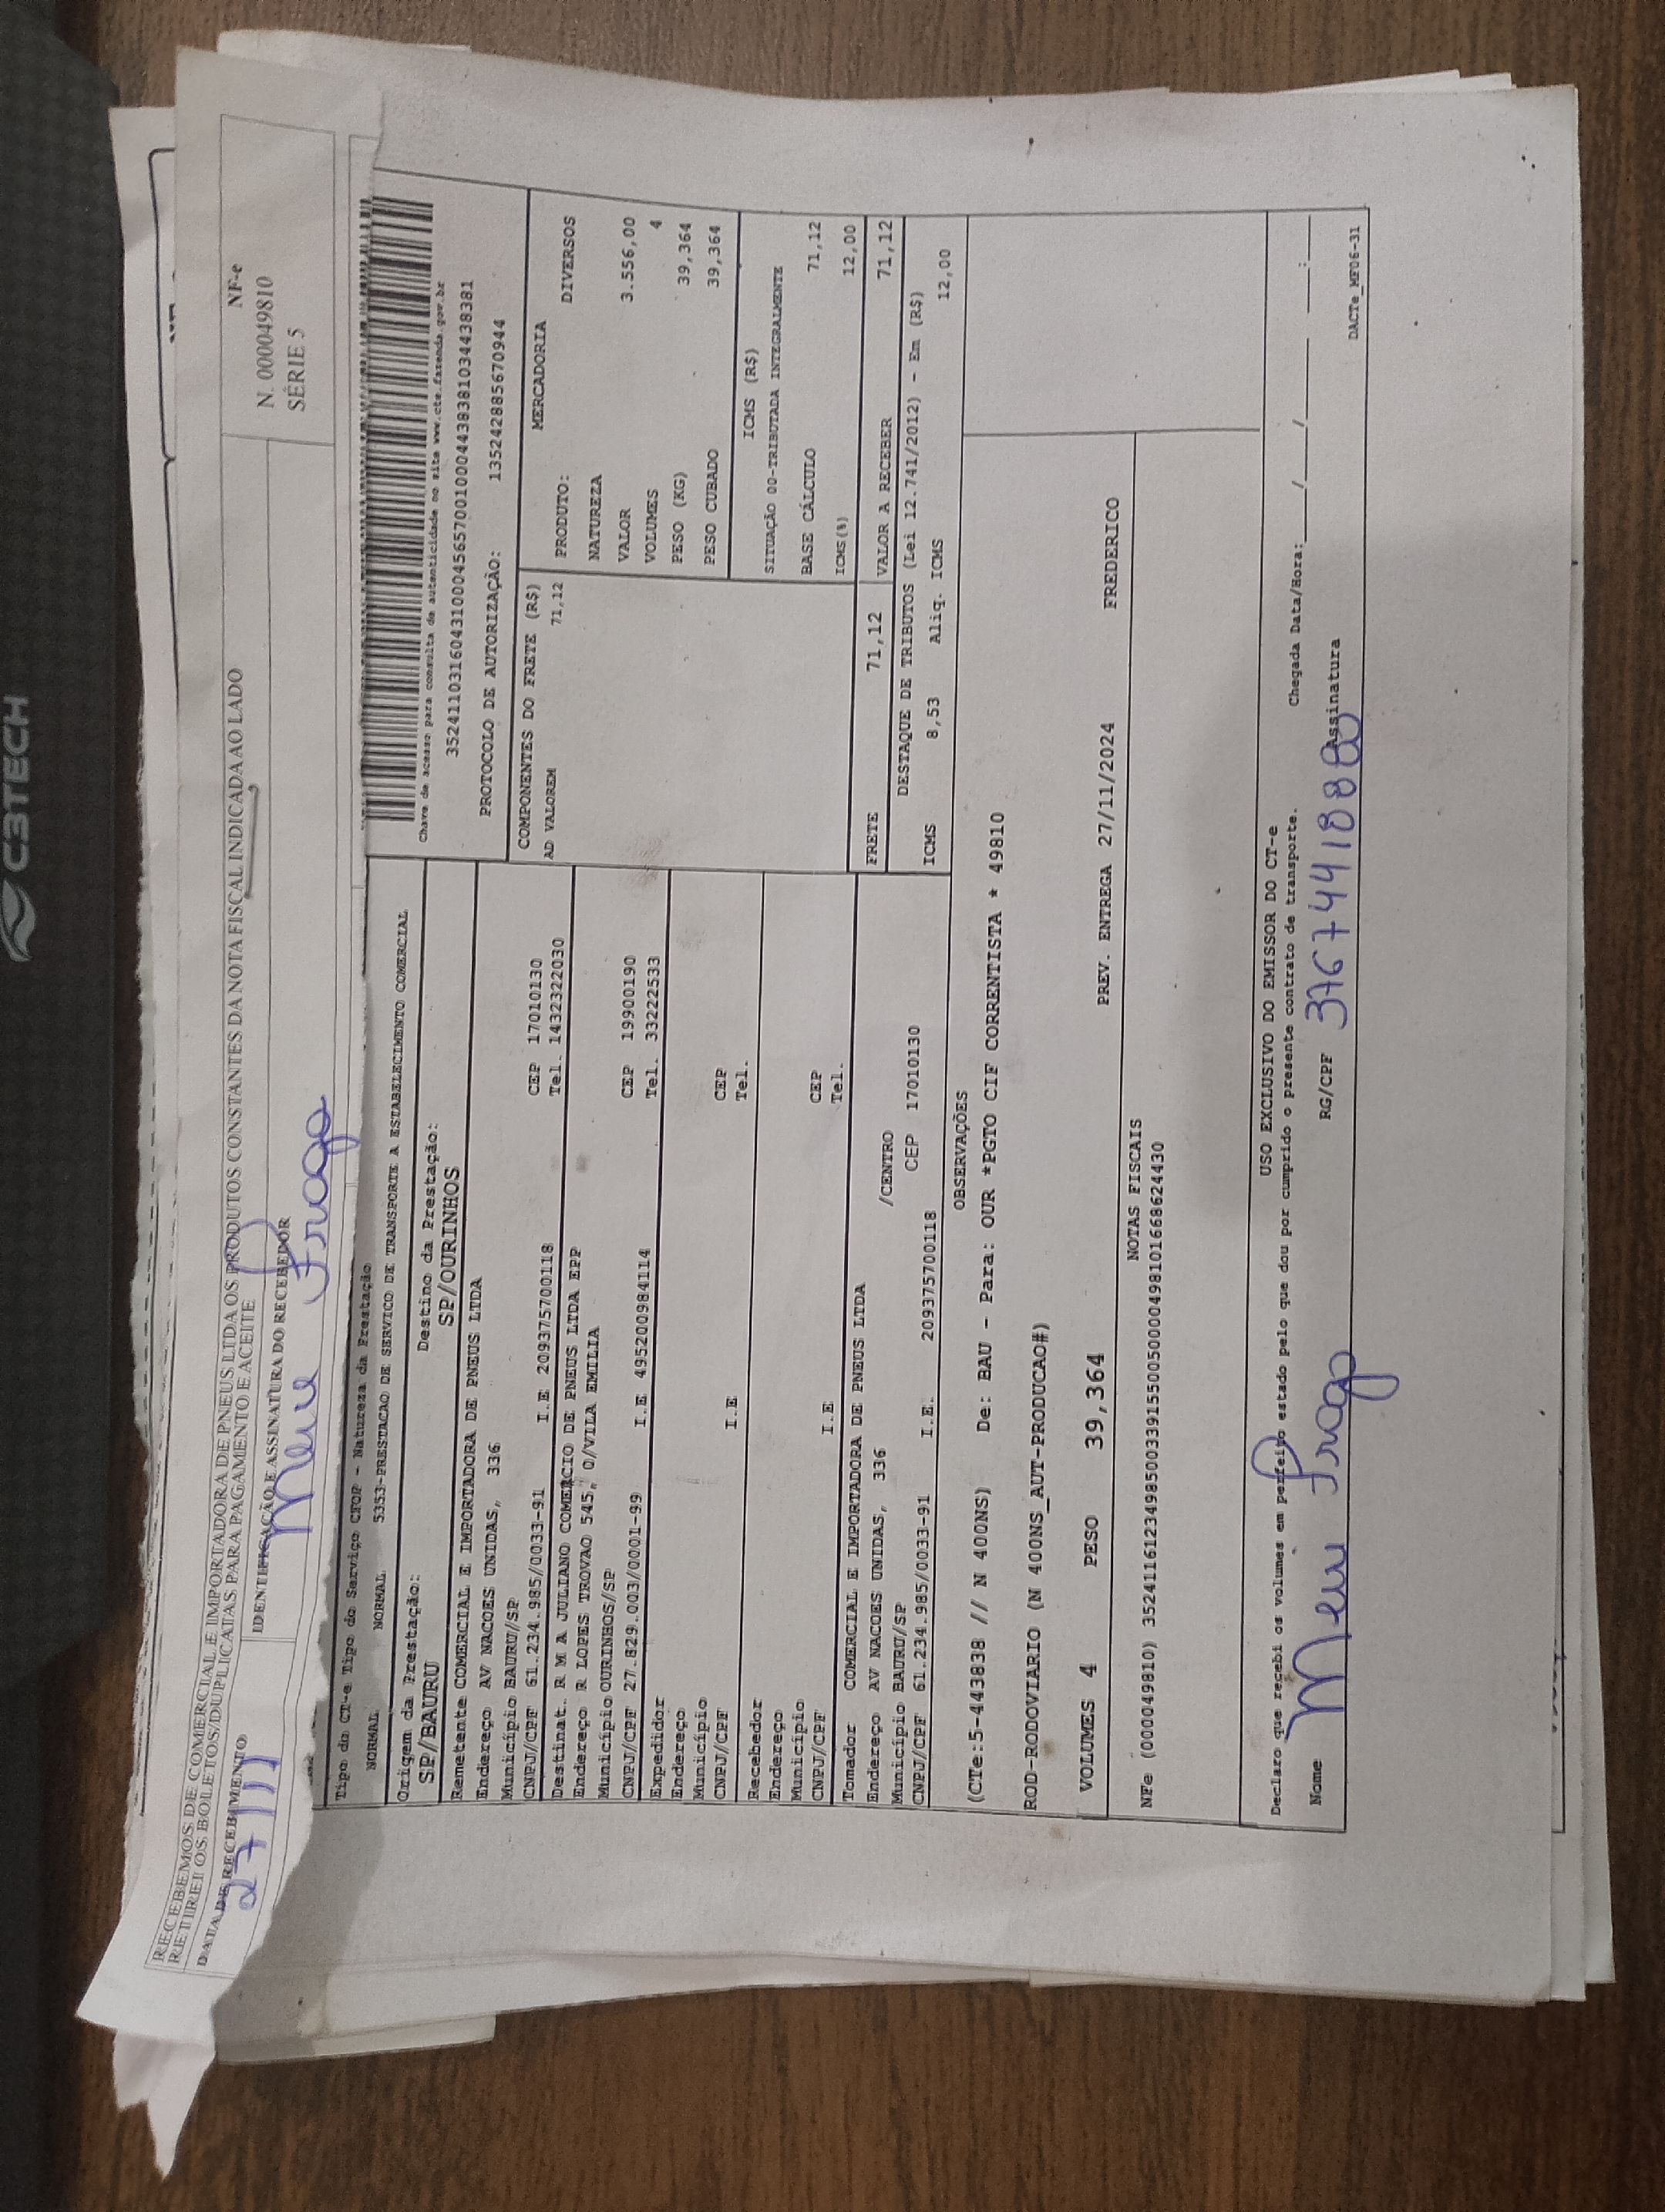 C3TECH
RECEBEMOS DE COMERCIAL E IMPORTADORA DE PNEUS LTDA OS PRODUTOS CONSTANTES DA NOTA FISCAL INDICADA AO LADO
RETIREI OS BOLETOS/DUPLICATAS PARA PAGAMENTO E ACEITE
DATA DE RECEBIMENTO
27/11
IDENTIFICAÇÃO E ASSINATURA DO RECEBEDOR
NF-e
N. 000049810
SÉRIE 5
Tipo do CT-e Tipo do Serviço CFOP - Natureza da Prestação
NORMAL NORMAL 5353-PRESTACAO DE SERVICO DE TRANSPORTE A ESTABELECIMENTO COMERCIAL
Origem da Prestação: Destino da Prestação:
SP/BAURU SP/OURINHOS
Remetente COMERCIAL E IMPORTADORA DE PNEUS LTDA
Endereço AV NACOES UNIDAS, 336
Município BAURU/SP CEP 17010130
CNPJ/CPF 61.234.985/0033-91 I.E 209375700118 Tel. 1432322030
Destinat. R M A JULIANO COMERCIO DE PNEUS LTDA EPP
Endereço R LOPES TROVAO 545, 0/VILA EMILIA
Município OURINHOS/SP CEP 19900190
CNPJ/CPF 27.829.003/0001-99 I.E 495200984114 Tel. 33222533
Expedidor
Endereço
Município CEP
CNPJ/CPF I.E Tel.
Recebedor
Endereço
Município CEP
CNPJ/CPF I.E Tel.
Tomador COMERCIAL E IMPORTADORA DE PNEUS LTDA
Endereço AV NACOES UNIDAS, 336 /CENTRO
Município BAURU/SP CEP 17010130
CNPJ/CPF 61.234.985/0033-91 I.E. 209375700118
Chave de acesso para consulta de autenticidade no site www.cte.fazenda.gov.br
35241103160431000456570010004438381034438381
PROTOCOLO DE AUTORIZAÇÃO: 135242885670944
COMPONENTES DO FRETE (R$)
AD VALOREM 71,12
MERCADORIA
PRODUTO: DIVERSOS
NATUREZA
VALOR 3.556,00
VOLUMES 4
PESO (KG) 39,364
PESO CUBADO 39,364
ICMS (R$)
SITUAÇÃO 00-TRIBUTADA INTEGRALMENTE
BASE CÁLCULO 71,12
ICMS(%) 12,00
FRETE 71,12 VALOR A RECEBER 71,12
DESTAQUE DE TRIBUTOS (Lei 12.741/2012) - Em (R$)
ICMS 8,53 Aliq. ICMS 12,00
OBSERVAÇÕES
(CTe:5-443838 // N 400NS) De: BAU - Para: OUR *PGTO CIF CORRENTISTA * 49810
ROD-RODOVIARIO (N 400NS_AUT-PRODUCAO#)
VOLUMES 4 PESO 39,364 PREV. ENTREGA 27/11/2024 FREDERICO
NOTAS FISCAIS
NFe (000049810) 35241161234985003391550050000498101668624430
USO EXCLUSIVO DO EMISSOR DO CT-e
Declaro que recebi os volumes em perfeito estado pelo que dou por cumprido o presente contrato de transporte. Chegada Data/Hora: / / :
Nome RG/CPF Assinatura
DACTe_MF06-31